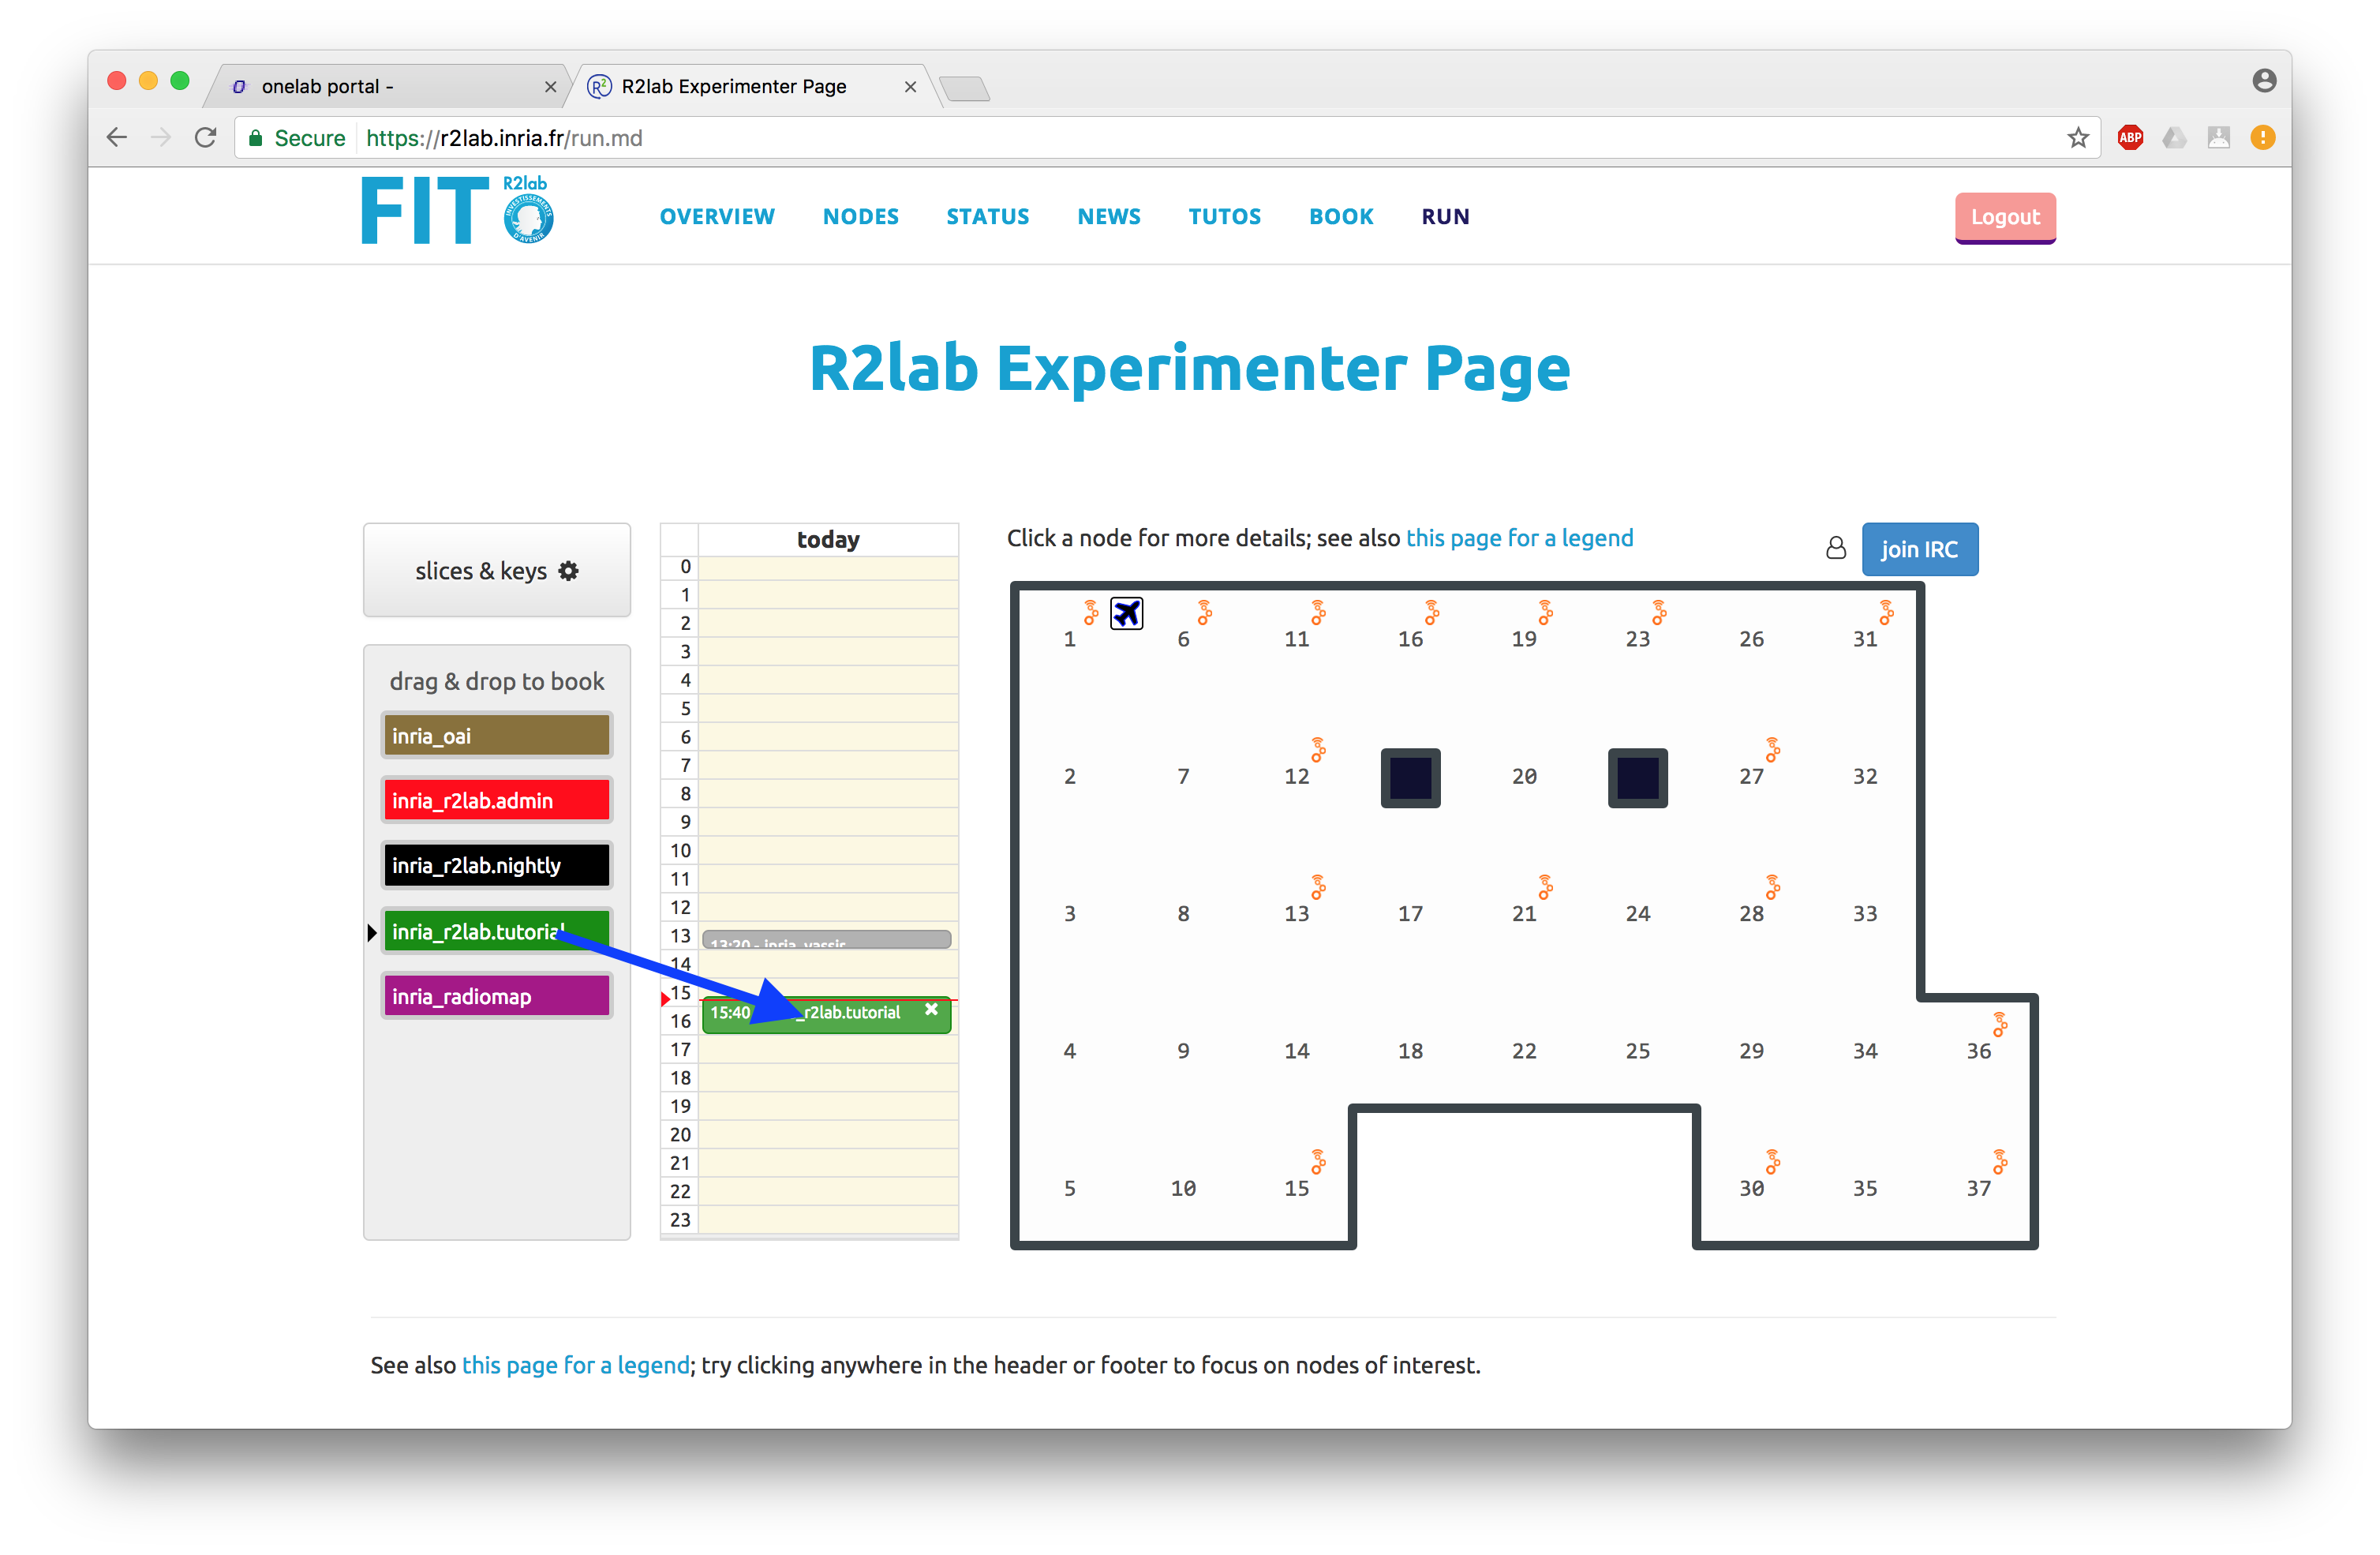 onelab portal -
R2lab Experimenter Page
Secure https://r2lab.inria.fr/run.md
ABP
FIT R2lab
INVESTISSEMENTS D'AVENIR
OVERVIEW NODES STATUS NEWS TUTOS BOOK RUN
Logout
R2lab Experimenter Page
slices & keys
drag & drop to book
inria_oai
inria_r2lab.admin
inria_r2lab.nightly
inria_r2lab.tutorial
inria_radiomap
today
0
1
2
3
4
5
6
7
8
9
10
11
12
13
13:20 - inria_yassir
14
15
15:40 _r2lab.tutorial
16
17
18
19
20
21
22
23
Click a node for more details; see also this page for a legend
join IRC
1 6 11 16 19 23 26 31
2 7 12 20 27 32
3 8 13 17 21 24 28 33
4 9 14 18 22 25 29 34 36
5 10 15 30 35 37
See also this page for a legend; try clicking anywhere in the header or footer to focus on nodes of interest.